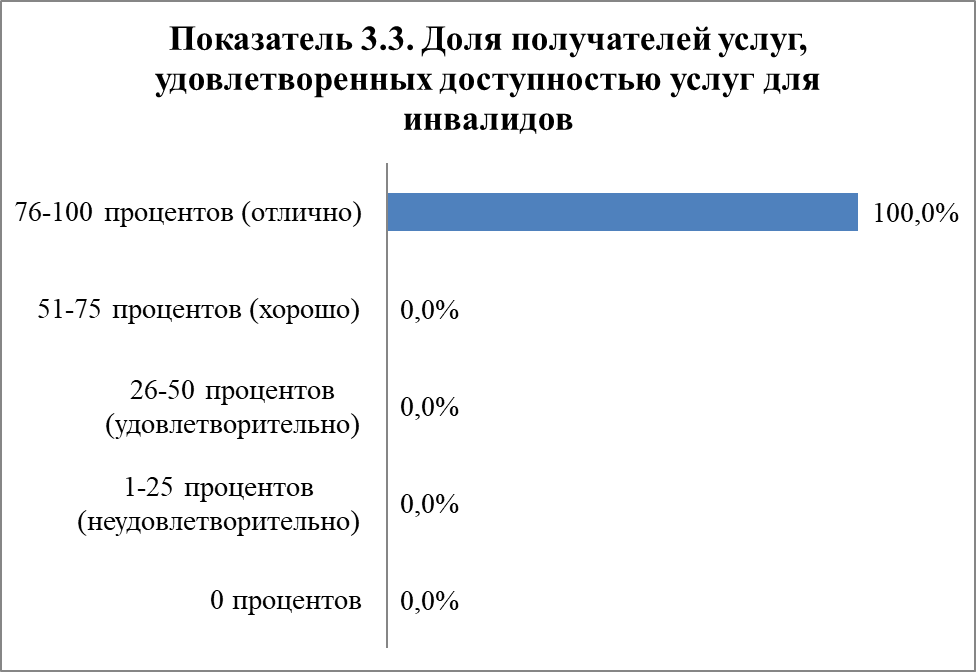 Показатель 3.3. Доля получателей услуг,
удовлетворенных доступностью услуг для
инвалидов
76-100 процентов (отлично)
100,0%
51-75 процентов (хорошо)
0,0%
26-50 процентов
(удовлетворительно)
0,0%
1-25 процентов
(неудовлетворительно)
0,0%
0 процентов
0,0%